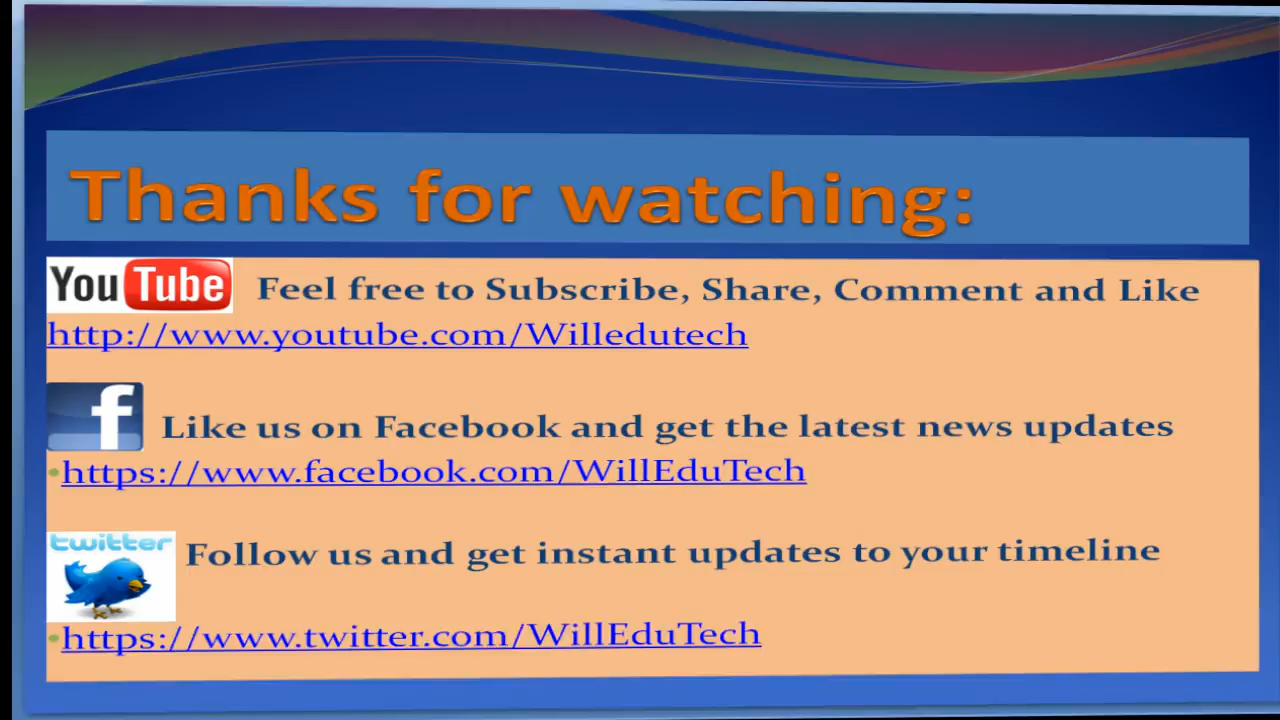 Thanks for watching:
YouTube Feel free to Subscribe, Share, Comment and Like
http://www.youtube.com/Willedutech
f Like us on Facebook and get the latest news updates
•https://www.facebook.com/WillEduTech
twitter Follow us and get instant updates to your timeline
•https://www.twitter.com/WillEduTech